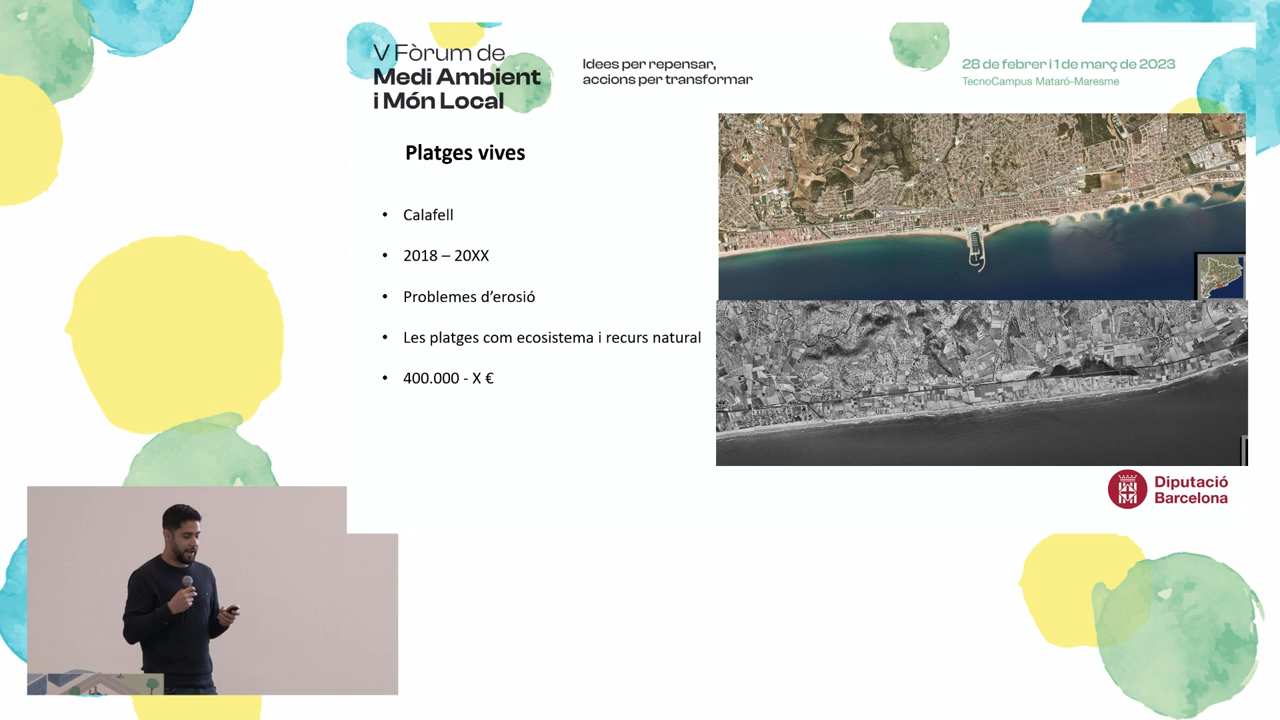 V Fòrum de
Medi Ambient
i Món Local
Idees per repensar,
accions per transformar
28 de febrer i 1 de març de 2023
TecnoCampus Mataró-Maresme
Platges vives
• Calafell
• 2018 – 20XX
• Problemes d'erosió
• Les platges com ecosistema i recurs natural
• 400.000 - X €
Diputació
Barcelona